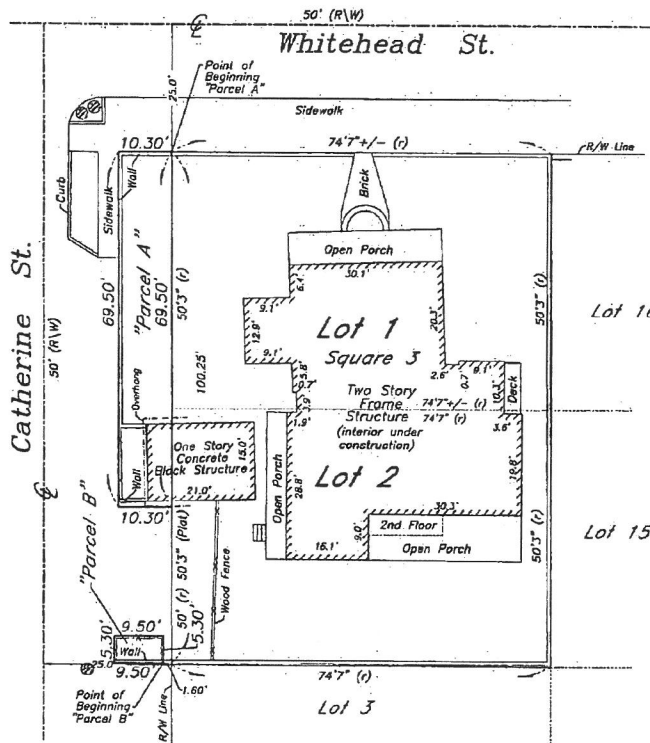 50' (R\W)
℄
Whitehead St.
Point of
Beginning
"Parcel A"
25.0'
Sidewalk
10.30'
74'7" +/- (r)
R/W Line
Curb
Sidewalk
Wall
Brick
Open Porch
30.1'
6.4'
"Parcel A"
69.50'
69.50'
50'3" (r)
9.1'
12.9'
9.1'
20.3'
50'3" (r)
Lot 1
Square 3
Lot 16
Catherine St.
50' (R\W)
100.25'
5.8'
0.7'
2.6'
0.7'
9.1'
10.3'
Deck
Two Story
Frame
Structure
(interior under
construction)
74'7"+/- (r)
74'7" (r)
3.6'
1.9'
Overhang
One Story
Concrete
Block Structure
15.0'
21.0'
Wall
Lot 2
Open Porch
28.8'
19.8'
℄
10.30'
30.3'
2nd Floor
9.0'
16.1'
Open Porch
Lot 15
"Parcel B"
50'3" (Plat)
50' (r)
Wood Fence
50'3" (r)
9.50'
5.30'
5.30'
Wall
25.0'
9.50'
74'7" (r)
Point of
Beginning
"Parcel B"
1.60'
R/W Line
Lot 3